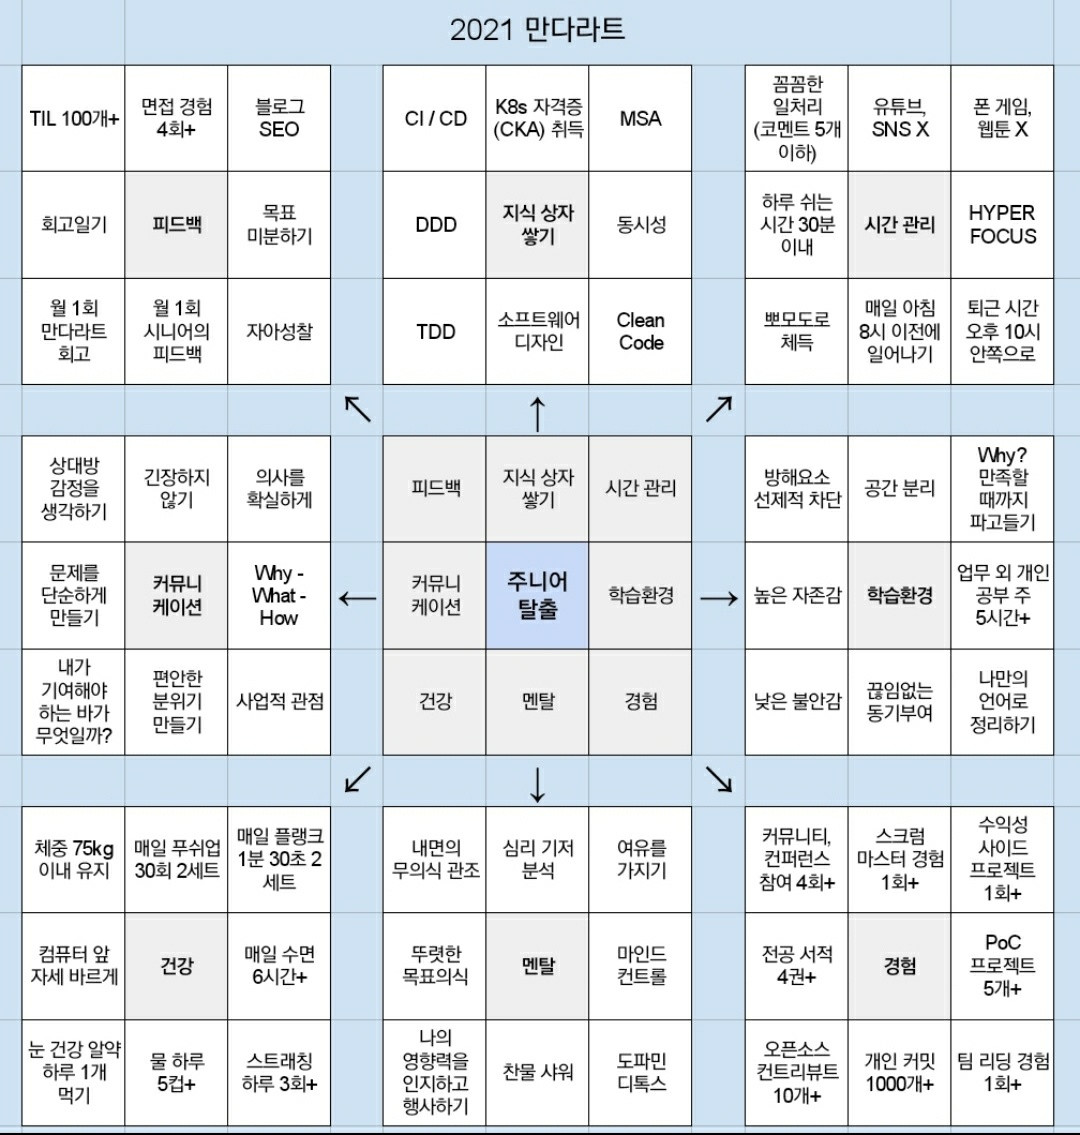 2021 만다라트
TIL 100개+
면접 경험
4회+
블로그
SEO
회고일기
피드백
목표
미분하기
월 1회
만다라트
회고
월 1회
시니어의
피드백
자아성찰
CI / CD
K8s 자격증
(CKA) 취득
MSA
DDD
지식 상자
쌓기
동시성
TDD
소프트웨어
디자인
Clean
Code
꼼꼼한
일처리
(코멘트 5개
이하)
유튜브,
SNS X
폰 게임,
웹툰 X
하루 쉬는
시간 30분
이내
시간 관리
HYPER
FOCUS
뽀모도로
체득
매일 아침
8시 이전에
일어나기
퇴근 시간
오후 10시
안쪽으로
상대방
감정을
생각하기
긴장하지
않기
의사를
확실하게
문제를
단순하게
만들기
커뮤니
케이션
Why -
What -
How
내가
기여해야
하는 바가
무엇일까?
편안한
분위기
만들기
사업적 관점
피드백
지식 상자
쌓기
시간 관리
커뮤니
케이션
주니어
탈출
학습환경
건강
멘탈
경험
방해요소
선제적 차단
공간 분리
Why?
만족할
때까지
파고들기
높은 자존감
학습환경
업무 외 개인
공부 주
5시간+
낮은 불안감
끊임없는
동기부여
나만의
언어로
정리하기
체중 75kg
이내 유지
매일 푸쉬업
30회 2세트
매일 플랭크
1분 30초 2
세트
컴퓨터 앞
자세 바르게
건강
매일 수면
6시간+
눈 건강 알약
하루 1개
먹기
물 하루
5컵+
스트래칭
하루 3회+
내면의
무의식 관조
심리 기저
분석
여유를
가지기
뚜렷한
목표의식
멘탈
마인드
컨트롤
나의
영향력을
인지하고
행사하기
찬물 샤워
도파민
디톡스
커뮤니티,
컨퍼런스
참여 4회+
스크럼
마스터 경험
1회+
수익성
사이드
프로젝트
1회+
전공 서적
4권+
경험
PoC
프로젝트
5개+
오픈소스
컨트리뷰트
10개+
개인 커밋
1000개+
팀 리딩 경험
1회+